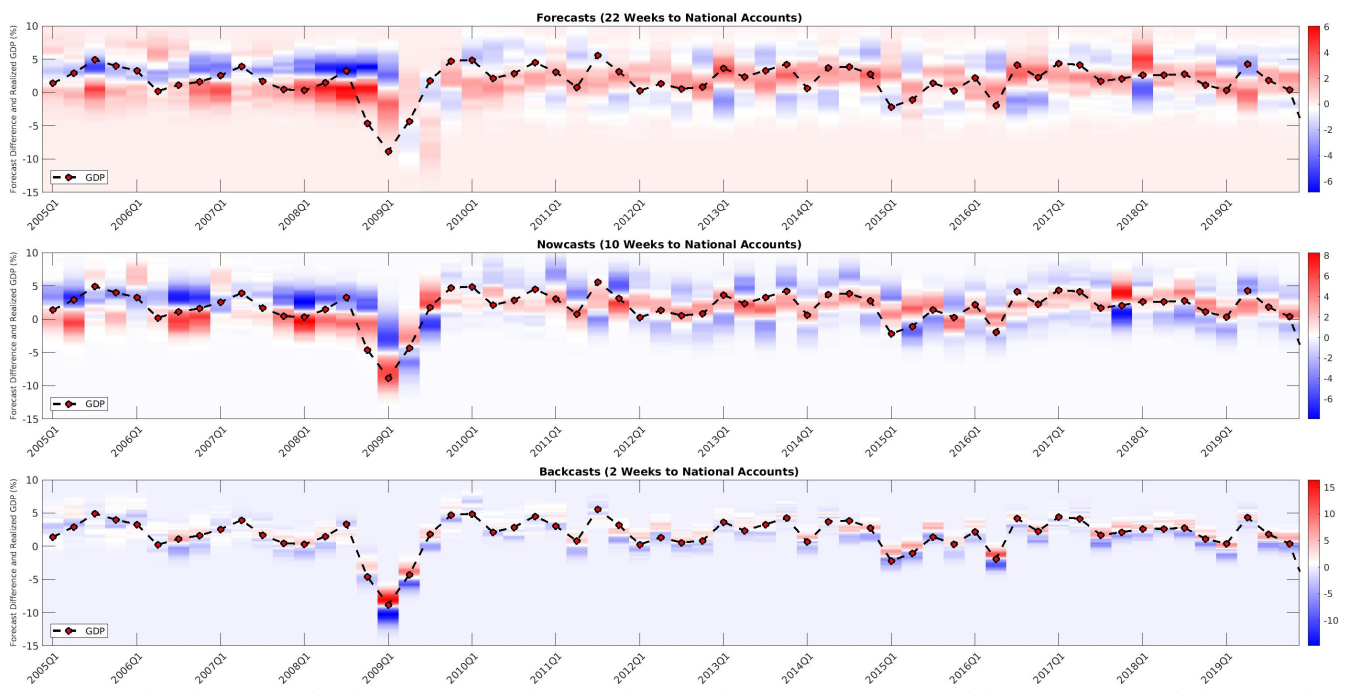 Forecasts (22 Weeks to National Accounts)
Forecast Difference and Realized GDP (%)
10
5
0
-5
-10
-15
GDP
2005Q1
2006Q1
2007Q1
2008Q1
2009Q1
2010Q1
2011Q1
2012Q1
2013Q1
2014Q1
2015Q1
2016Q1
2017Q1
2018Q1
2019Q1
6
4
2
0
-2
-4
-6
Nowcasts (10 Weeks to National Accounts)
Forecast Difference and Realized GDP (%)
10
5
0
-5
-10
-15
GDP
2005Q1
2006Q1
2007Q1
2008Q1
2009Q1
2010Q1
2011Q1
2012Q1
2013Q1
2014Q1
2015Q1
2016Q1
2017Q1
2018Q1
2019Q1
8
6
4
2
0
-2
-4
-6
Backcasts (2 Weeks to National Accounts)
Forecast Difference and Realized GDP (%)
10
5
0
-5
-10
-15
GDP
2005Q1
2006Q1
2007Q1
2008Q1
2009Q1
2010Q1
2011Q1
2012Q1
2013Q1
2014Q1
2015Q1
2016Q1
2017Q1
2018Q1
2019Q1
15
10
5
0
-5
-10